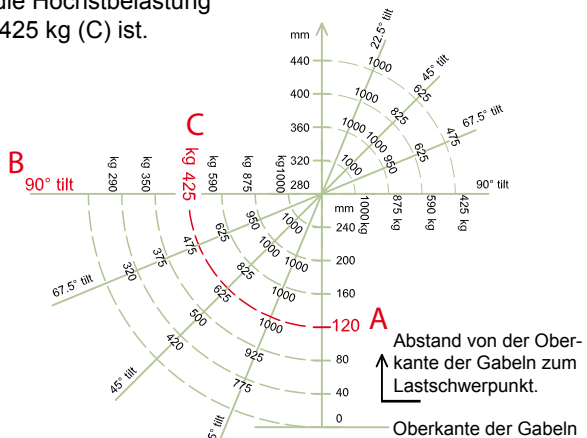 die Höchstbelastung
425 kg (C) ist.
mm
440
400
360
320
280
22.5° tilt
1000
1000
1000
45° tilt
625
825
1000
1000
67.5° tilt
475
625
950
90° tilt
1000 kg
875 kg
590 kg
425 kg
B
90° tilt
C
kg 290
kg 350
kg 425
kg 590
kg 875
kg1000
mm
240
200
160
120
80
40
0
A
1000
950
625
475
375
320
67.5° tilt
1000
1000
825
625
500
420
45° tilt
1000
1000
1000
925
775
5° tilt
Abstand von der Ober-
kante der Gabeln zum
Lastschwerpunkt.
Oberkante der Gabeln